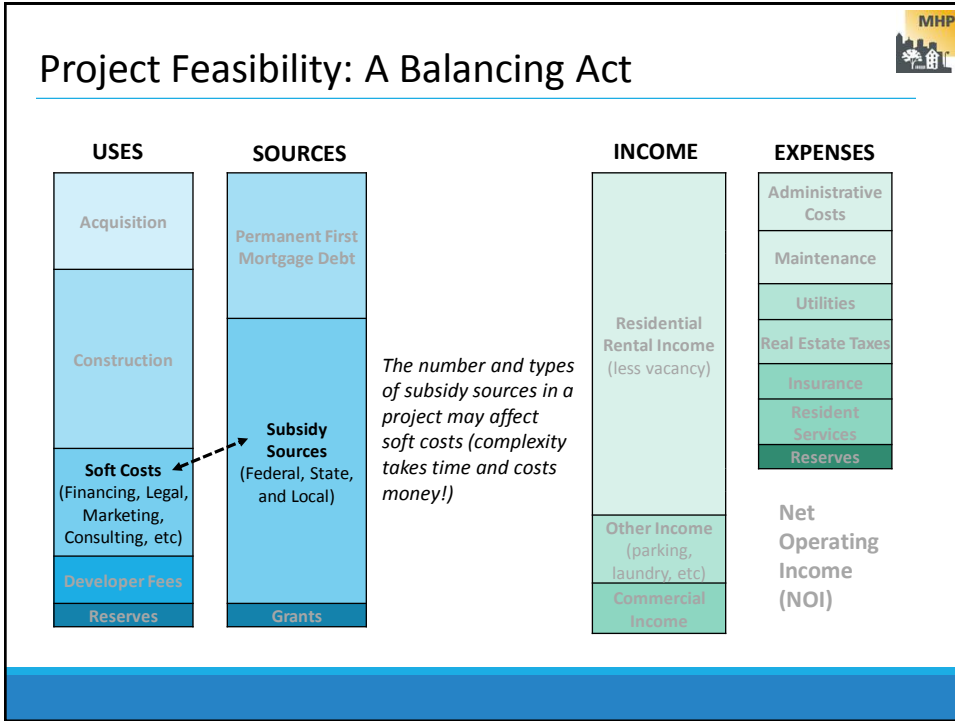 MHP
Project Feasibility: A Balancing Act
USES
Acquisition
Construction
Soft Costs
(Financing, Legal,
Marketing,
Consulting, etc)
Developer Fees
Reserves
SOURCES
Permanent First
Mortgage Debt
Subsidy
Sources
(Federal, State,
and Local)
Grants
The number and types
of subsidy sources in a
project may affect
soft costs (complexity
takes time and costs
money!)
INCOME
Residential
Rental Income
(less vacancy)
Other Income
(parking,
laundry, etc)
Commercial
Income
EXPENSES
Administrative
Costs
Maintenance
Utilities
Real Estate Taxes
Insurance
Resident
Services
Reserves
Net
Operating
Income
(NOI)